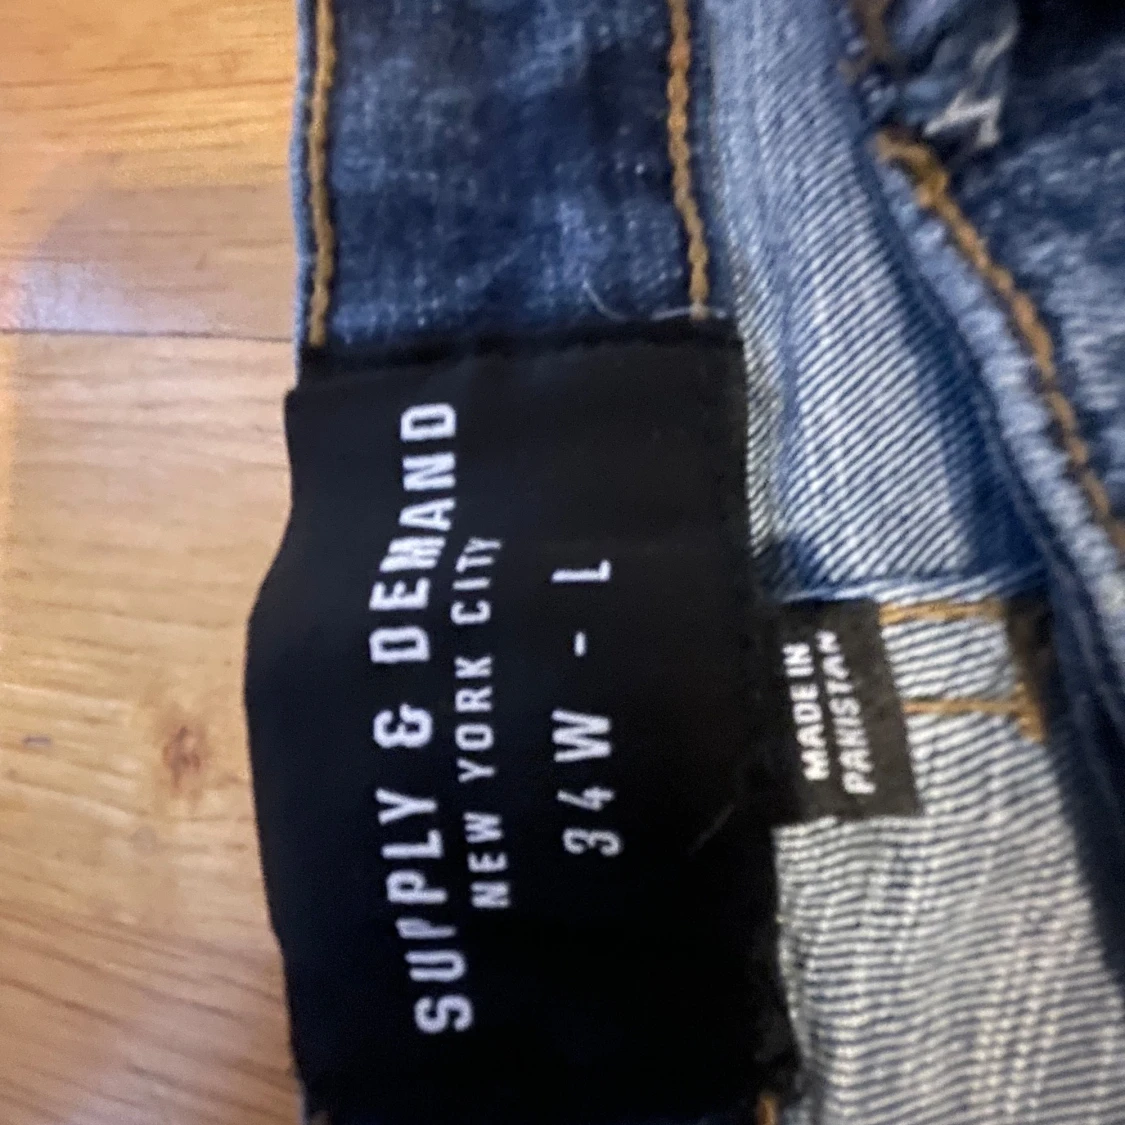 SUPPLY & DEMAND
NEW YORK CITY
34W - L
MADE IN
PAKISTAN